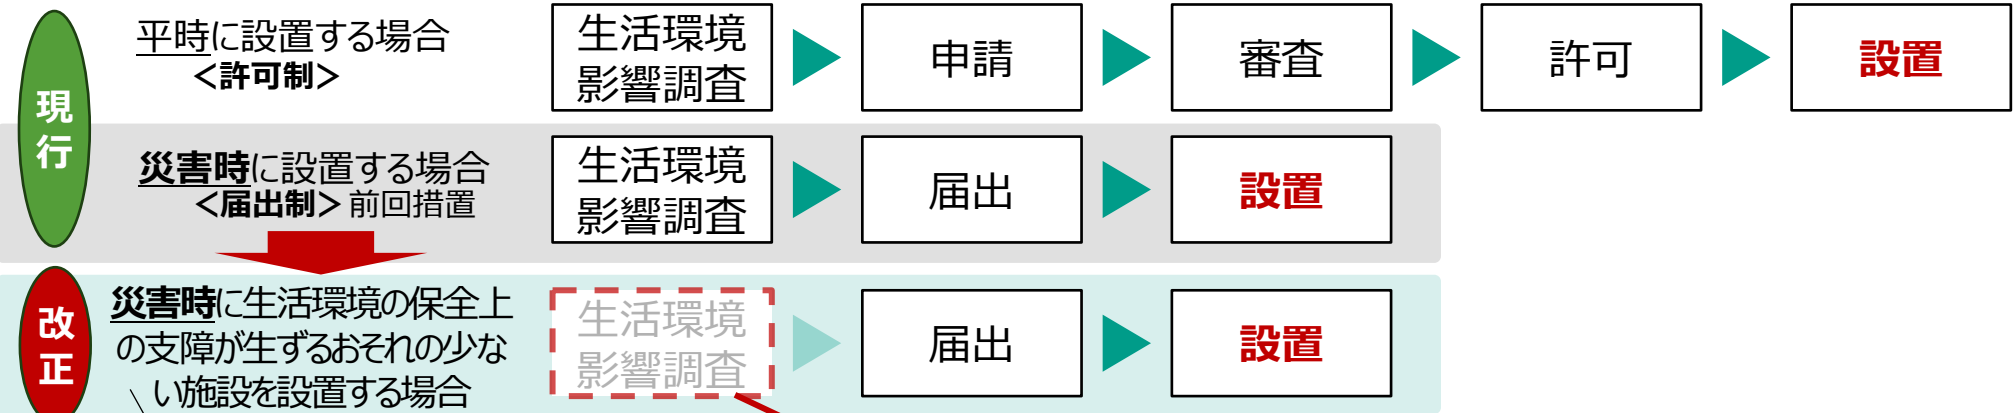 現行
平時に設置する場合
<許可制>
生活環境
影響調査
申請
審査
許可
設置
災害時に設置する場合
<届出制>前回措置
生活環境
影響調査
届出
設置
改正
災害時に生活環境の保全上
の支障が生ずるおそれの少な
い施設を設置する場合
生活環境
影響調査
届出
設置